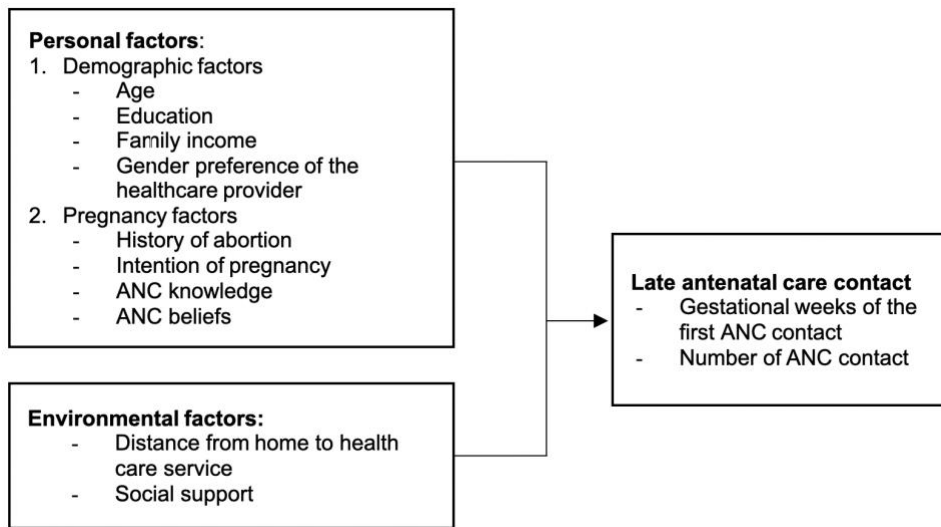 Personal factors:
1. Demographic factors
- Age
- Education
- Family income
- Gender preference of the
healthcare provider
2. Pregnancy factors
- History of abortion
- Intention of pregnancy
- ANC knowledge
- ANC beliefs
Environmental factors:
- Distance from home to health
care service
- Social support
Late antenatal care contact
- Gestational weeks of the
first ANC contact
- Number of ANC contact